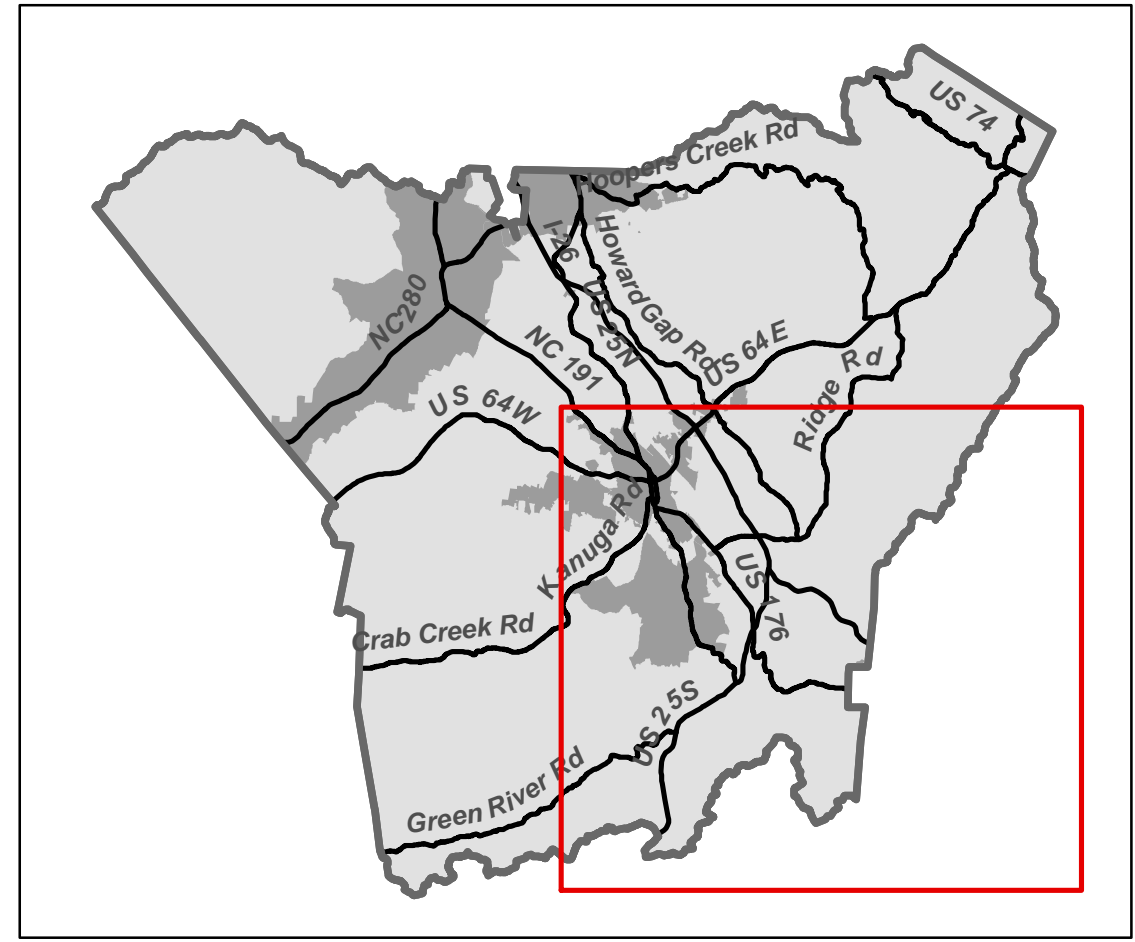 US 74
Hoopers Creek Rd
I-26
Howard Gap Rd
NC280
US 25N
NC 191
US 64E
US 64W
Ridge Rd
Kanuga Rd
US 176
Crab Creek Rd
US 25S
Green River Rd